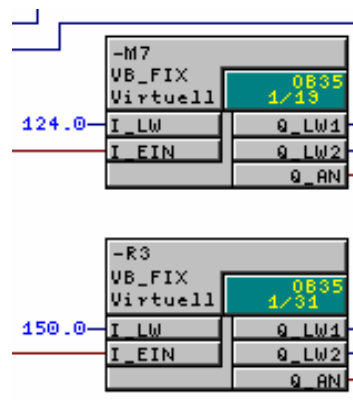 -M7
VB_FIX
Virtuell
OB35
1/19
124.0
I_LW
Q_LW1
I_EIN
Q_LW2
Q_AN
-R3
VB_FIX
Virtuell
OB35
1/31
150.0
I_LW
Q_LW1
I_EIN
Q_LW2
Q_AN